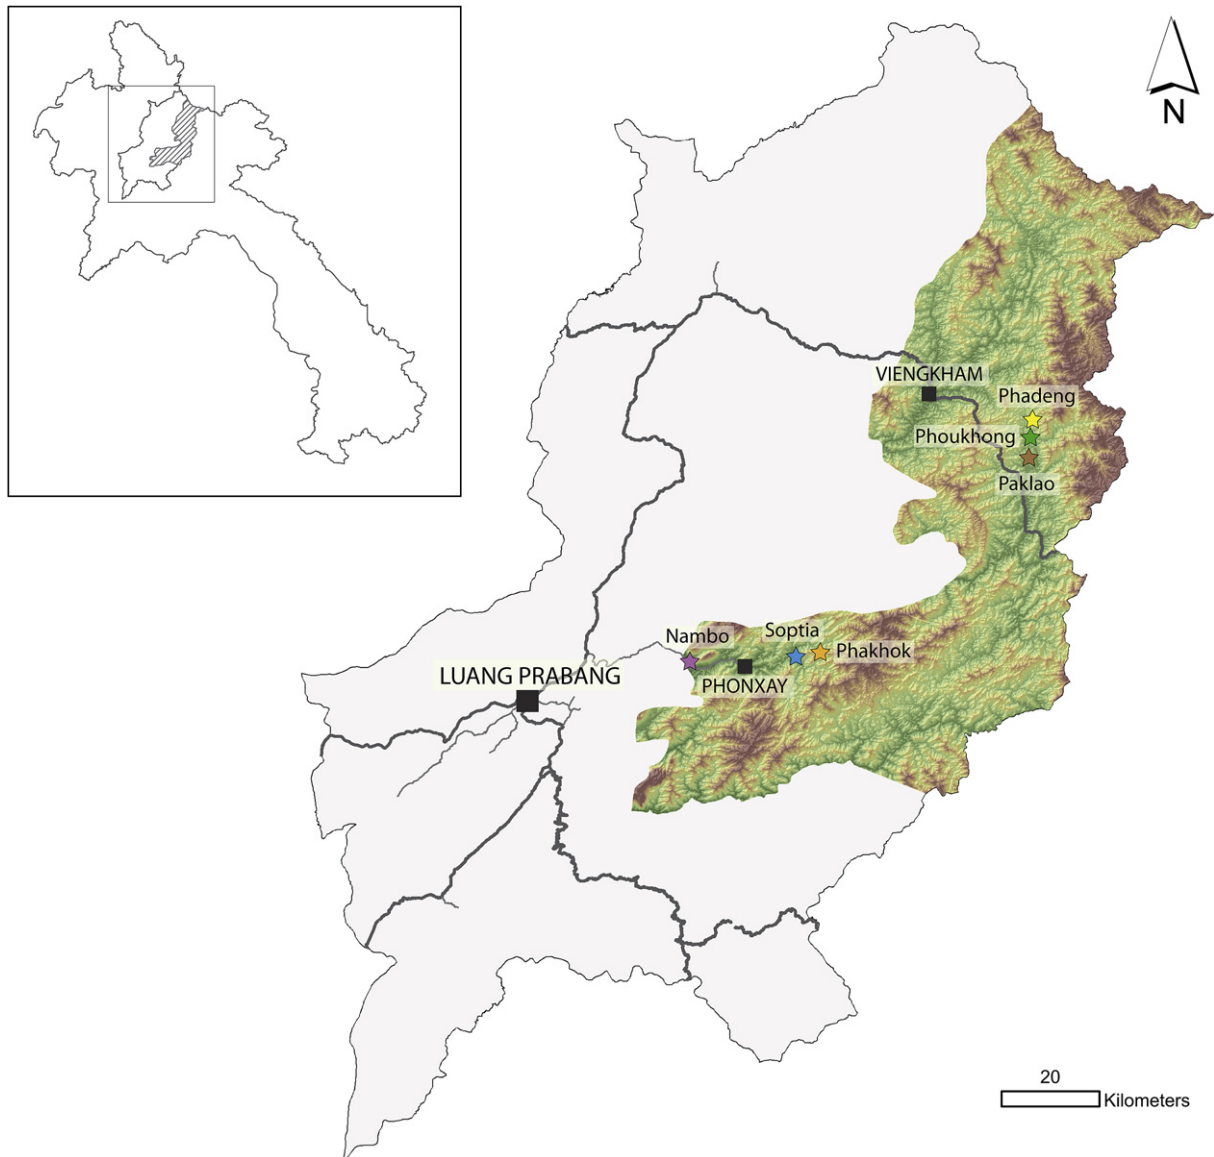 N
VIENGKHAM
Phadeng
Phoukhong
Paklao
Nambo
Soptia
Phakhok
PHONXAY
LUANG PRABANG
20
Kilometers